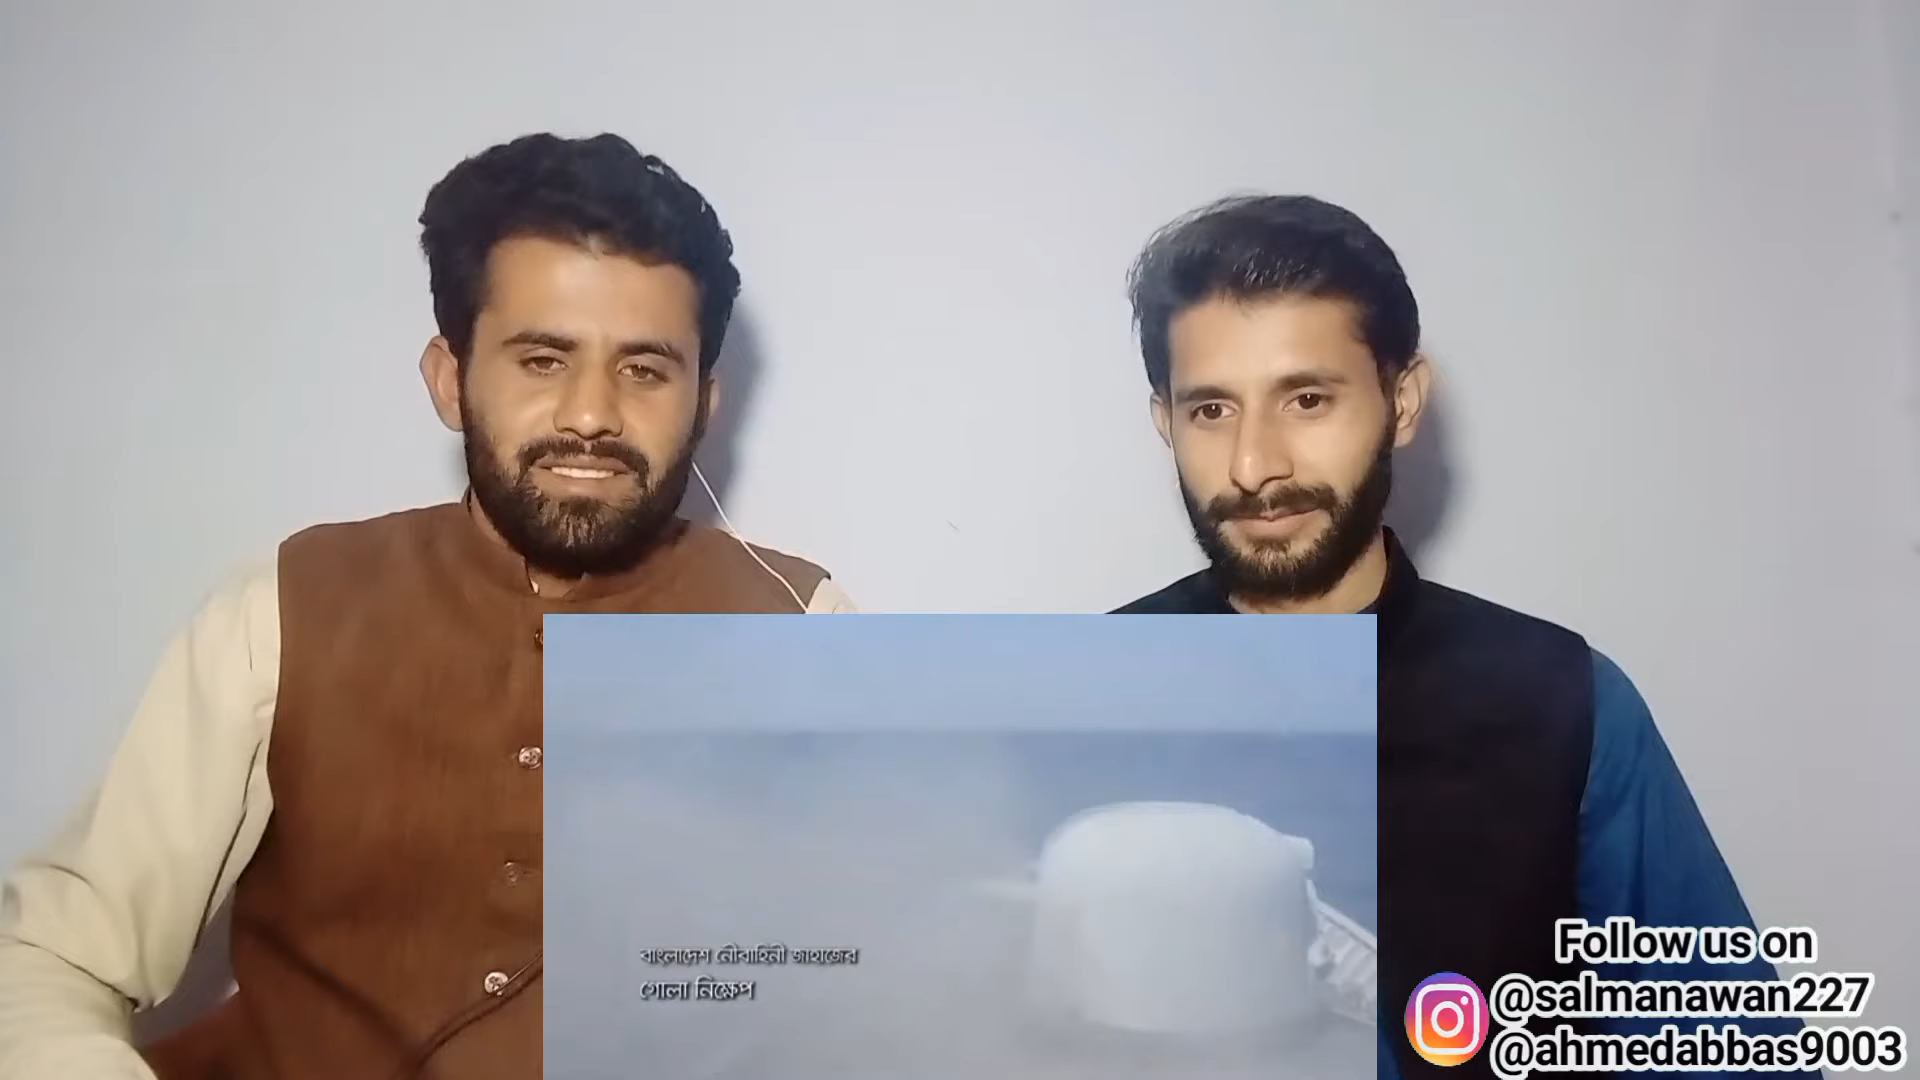 বাংলাদেশ নৌবাহিনী জাহাজের
গোলা নিক্ষেপ
Follow us on
@salmanawan227
@ahmedabbas9003